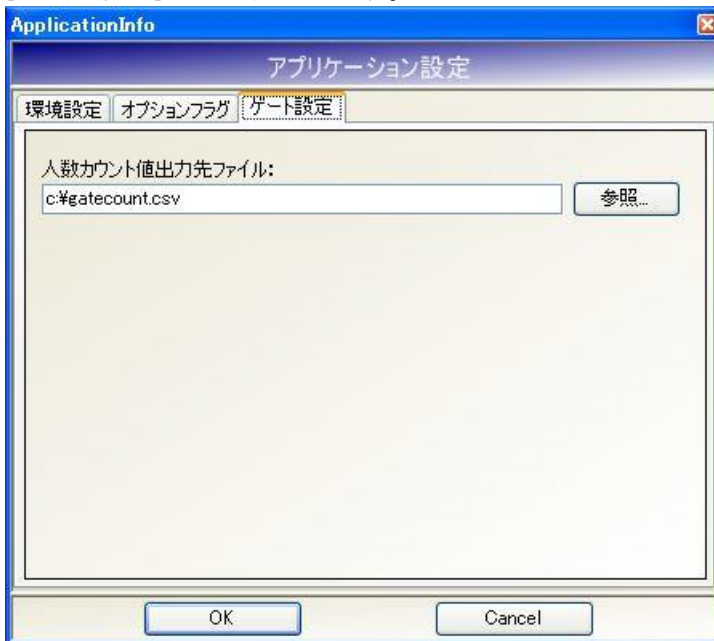 ApplicationInfo
アプリケーション設定
環境設定 オプションフラグ ゲート設定
人数カウント値出力先ファイル:
c:¥gatecount.csv 参照...
OK Cancel